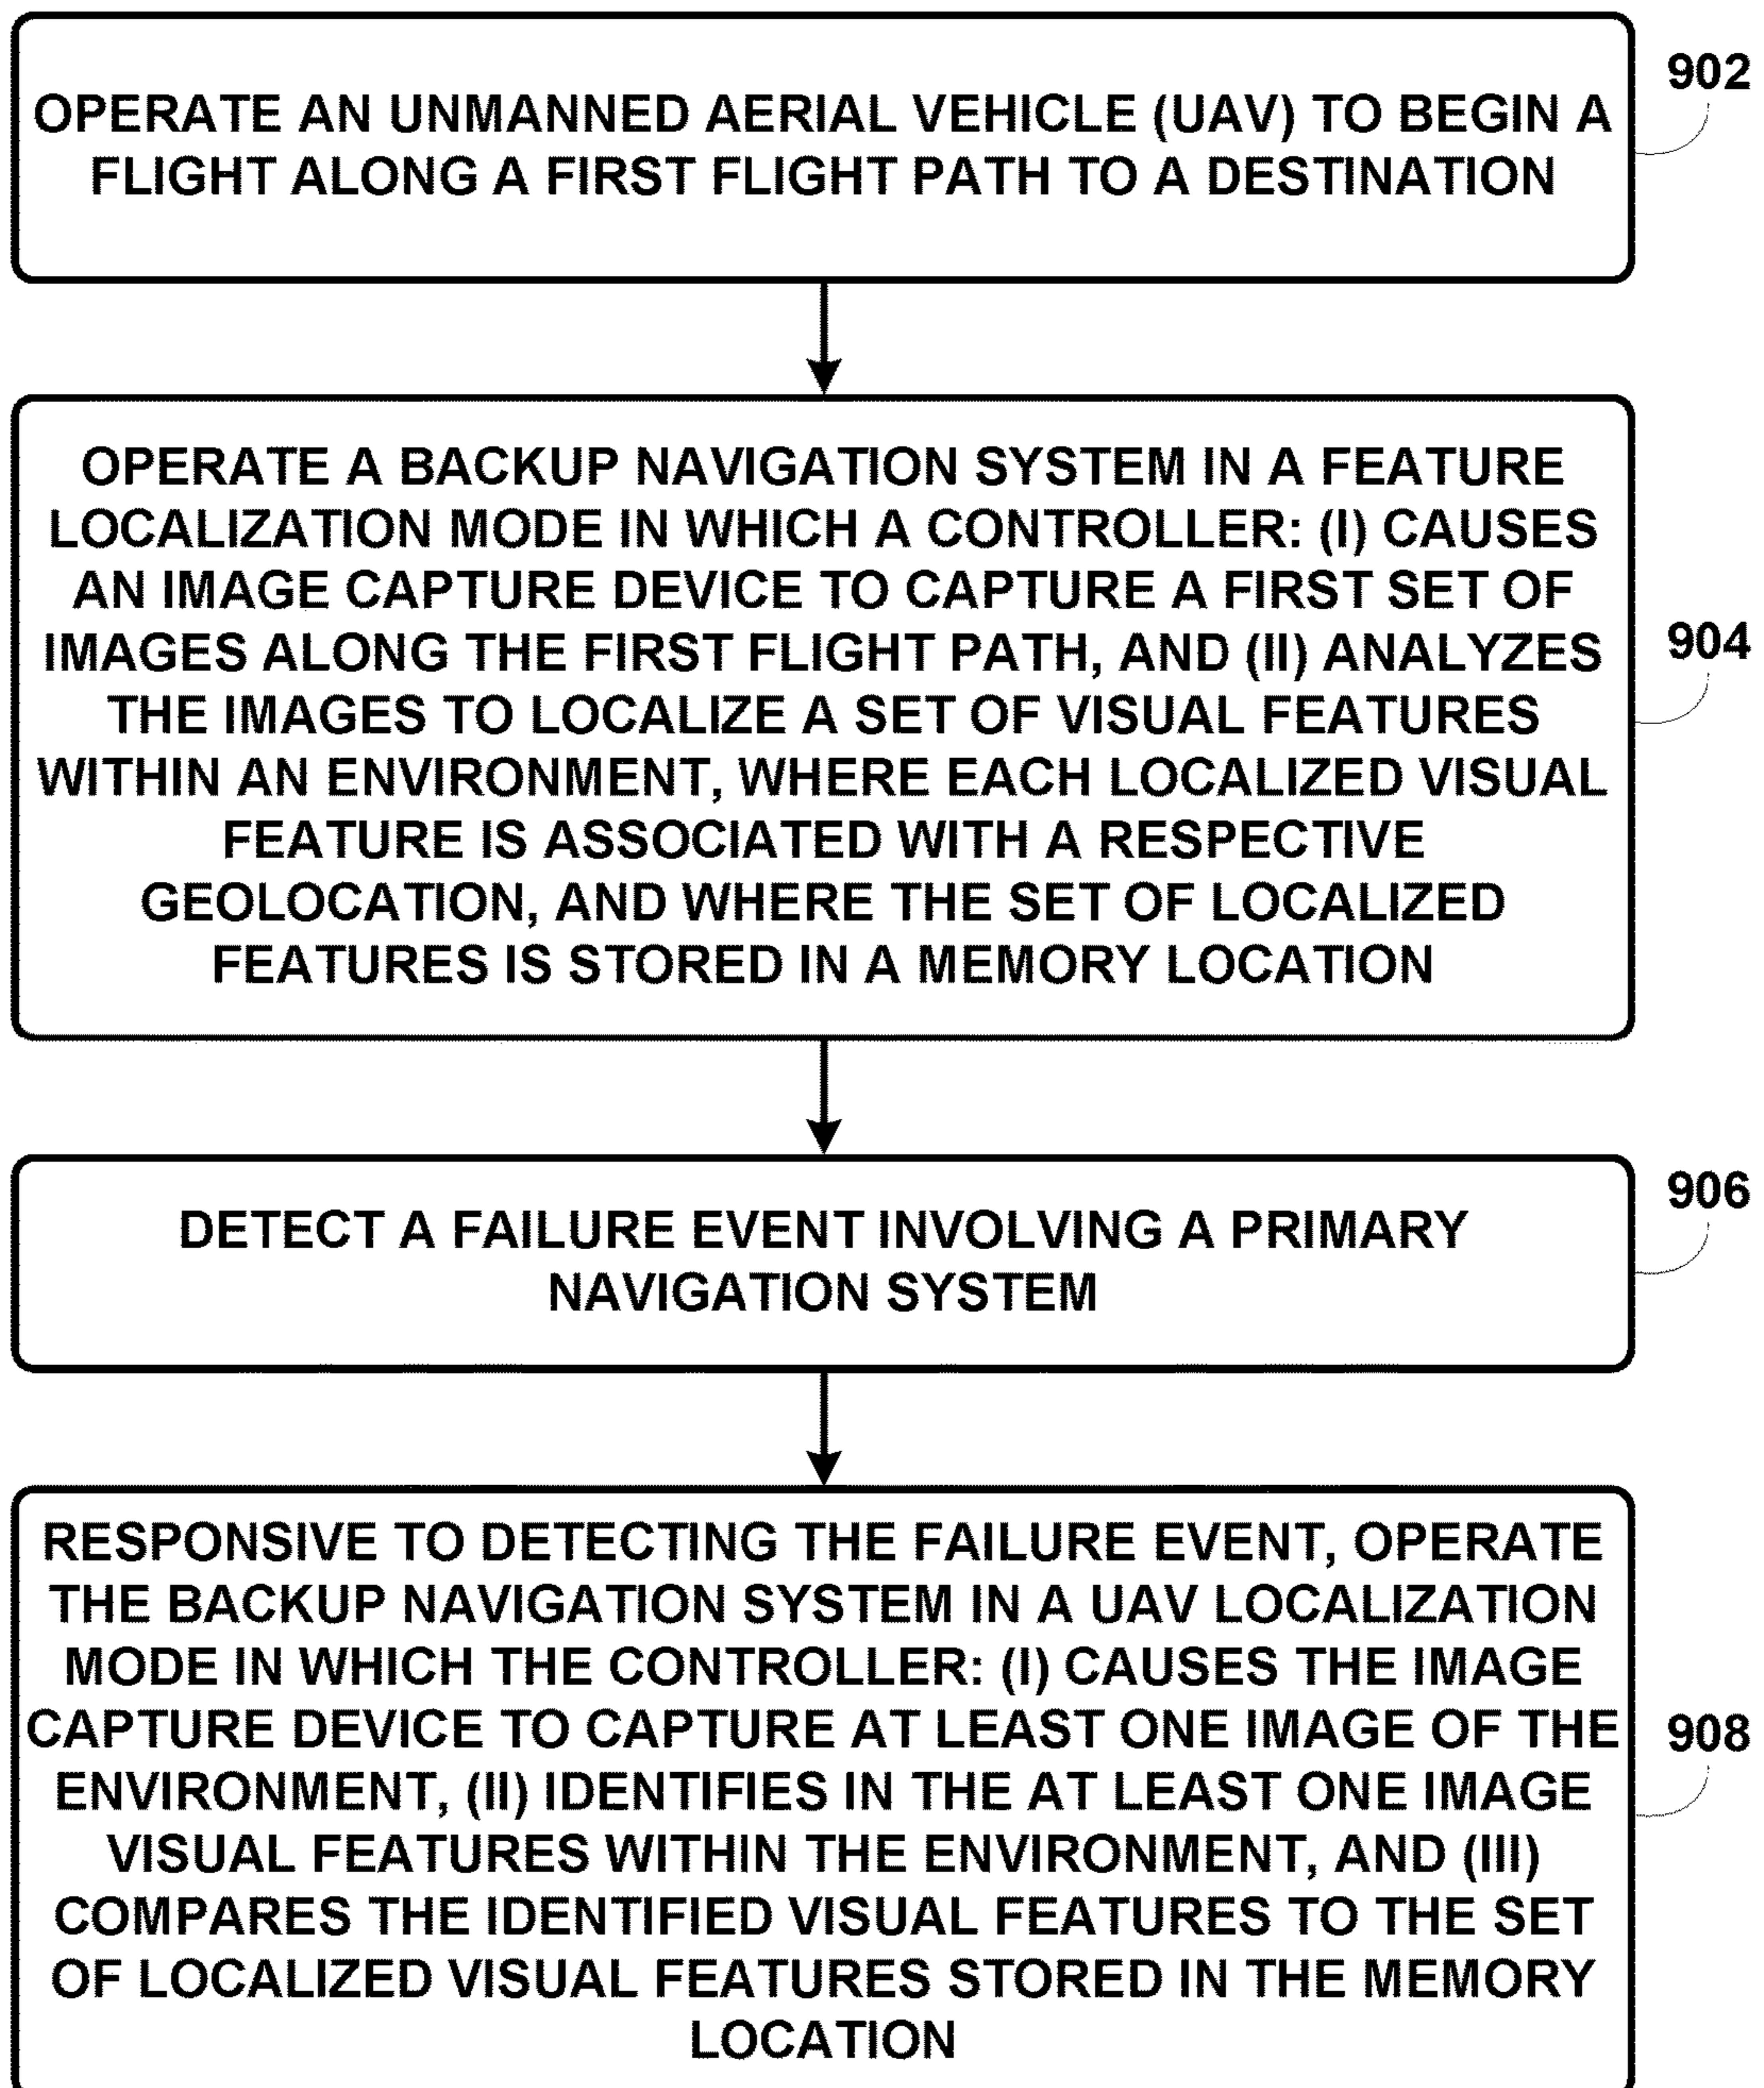 902
OPERATE AN UNMANNED AERIAL VEHICLE (UAV) TO BEGIN A
FLIGHT ALONG A FIRST FLIGHT PATH TO A DESTINATION
OPERATE A BACKUP NAVIGATION SYSTEM IN A FEATURE
LOCALIZATION MODE IN WHICH A CONTROLLER: (I) CAUSES
AN IMAGE CAPTURE DEVICE TO CAPTURE A FIRST SET OF
IMAGES ALONG THE FIRST FLIGHT PATH, AND (II) ANALYZES
THE IMAGES TO LOCALIZE A SET OF VISUAL FEATURES
WITHIN AN ENVIRONMENT, WHERE EACH LOCALIZED VISUAL
FEATURE IS ASSOCIATED WITH A RESPECTIVE
GEOLOCATION, AND WHERE THE SET OF LOCALIZED
FEATURES IS STORED IN A MEMORY LOCATION
904
DETECT A FAILURE EVENT INVOLVING A PRIMARY
NAVIGATION SYSTEM
906
RESPONSIVE TO DETECTING THE FAILURE EVENT, OPERATE
THE BACKUP NAVIGATION SYSTEM IN A UAV LOCALIZATION
MODE IN WHICH THE CONTROLLER: (I) CAUSES THE IMAGE
CAPTURE DEVICE TO CAPTURE AT LEAST ONE IMAGE OF THE
ENVIRONMENT, (II) IDENTIFIES IN THE AT LEAST ONE IMAGE
VISUAL FEATURES WITHIN THE ENVIRONMENT, AND (III)
COMPARES THE IDENTIFIED VISUAL FEATURES TO THE SET
OF LOCALIZED VISUAL FEATURES STORED IN THE MEMORY
LOCATION
908